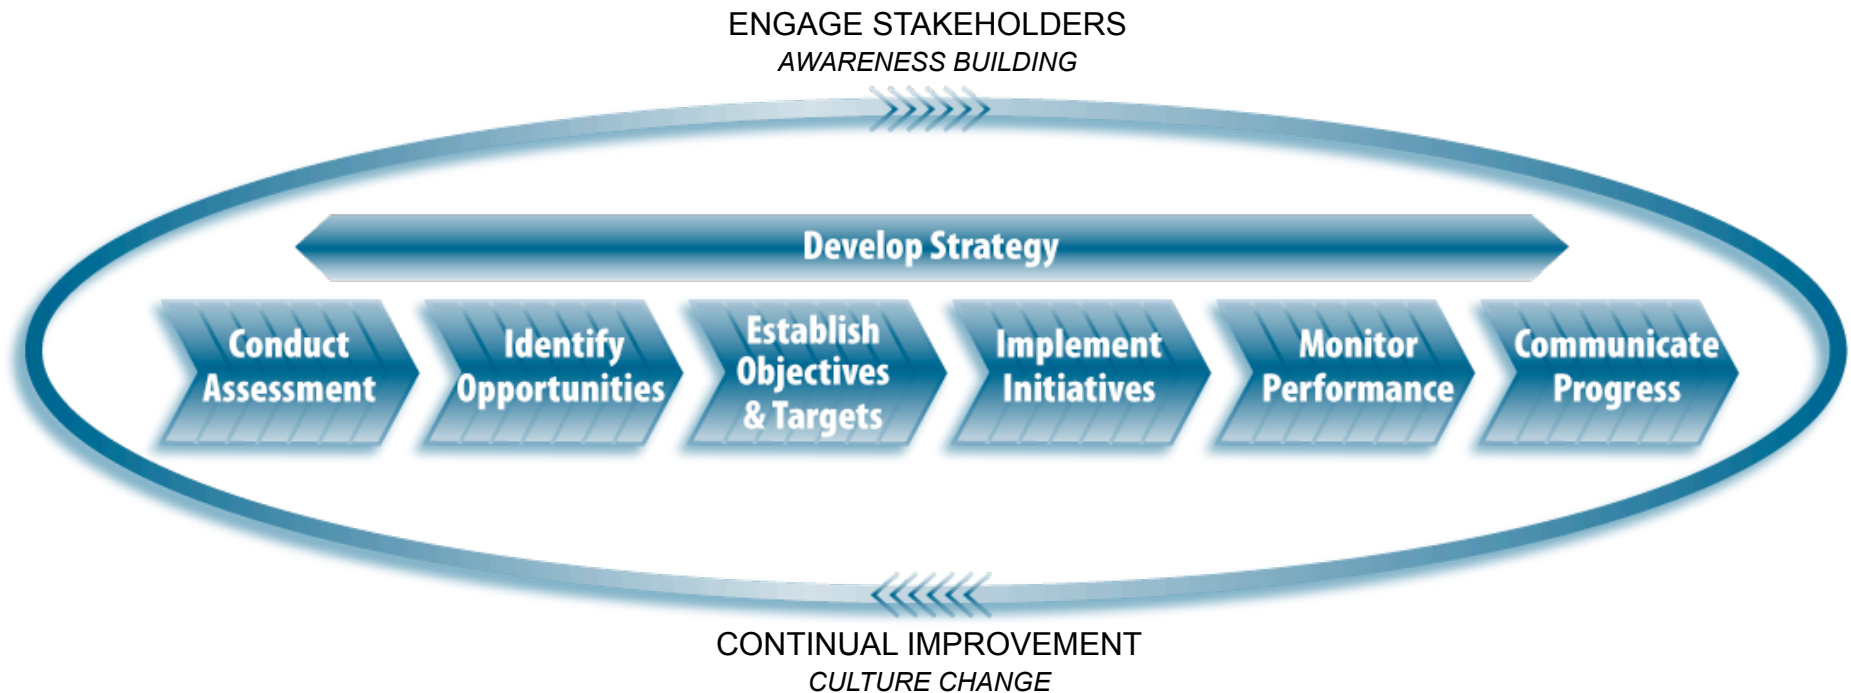 ENGAGE STAKEHOLDERS
AWARENESS BUILDING
Develop Strategy
Conduct
Assessment
Identify
Opportunities
Establish
Objectives
& Targets
Implement
Initiatives
Monitor
Performance
Communicate
Progress
CONTINUAL IMPROVEMENT
CULTURE CHANGE